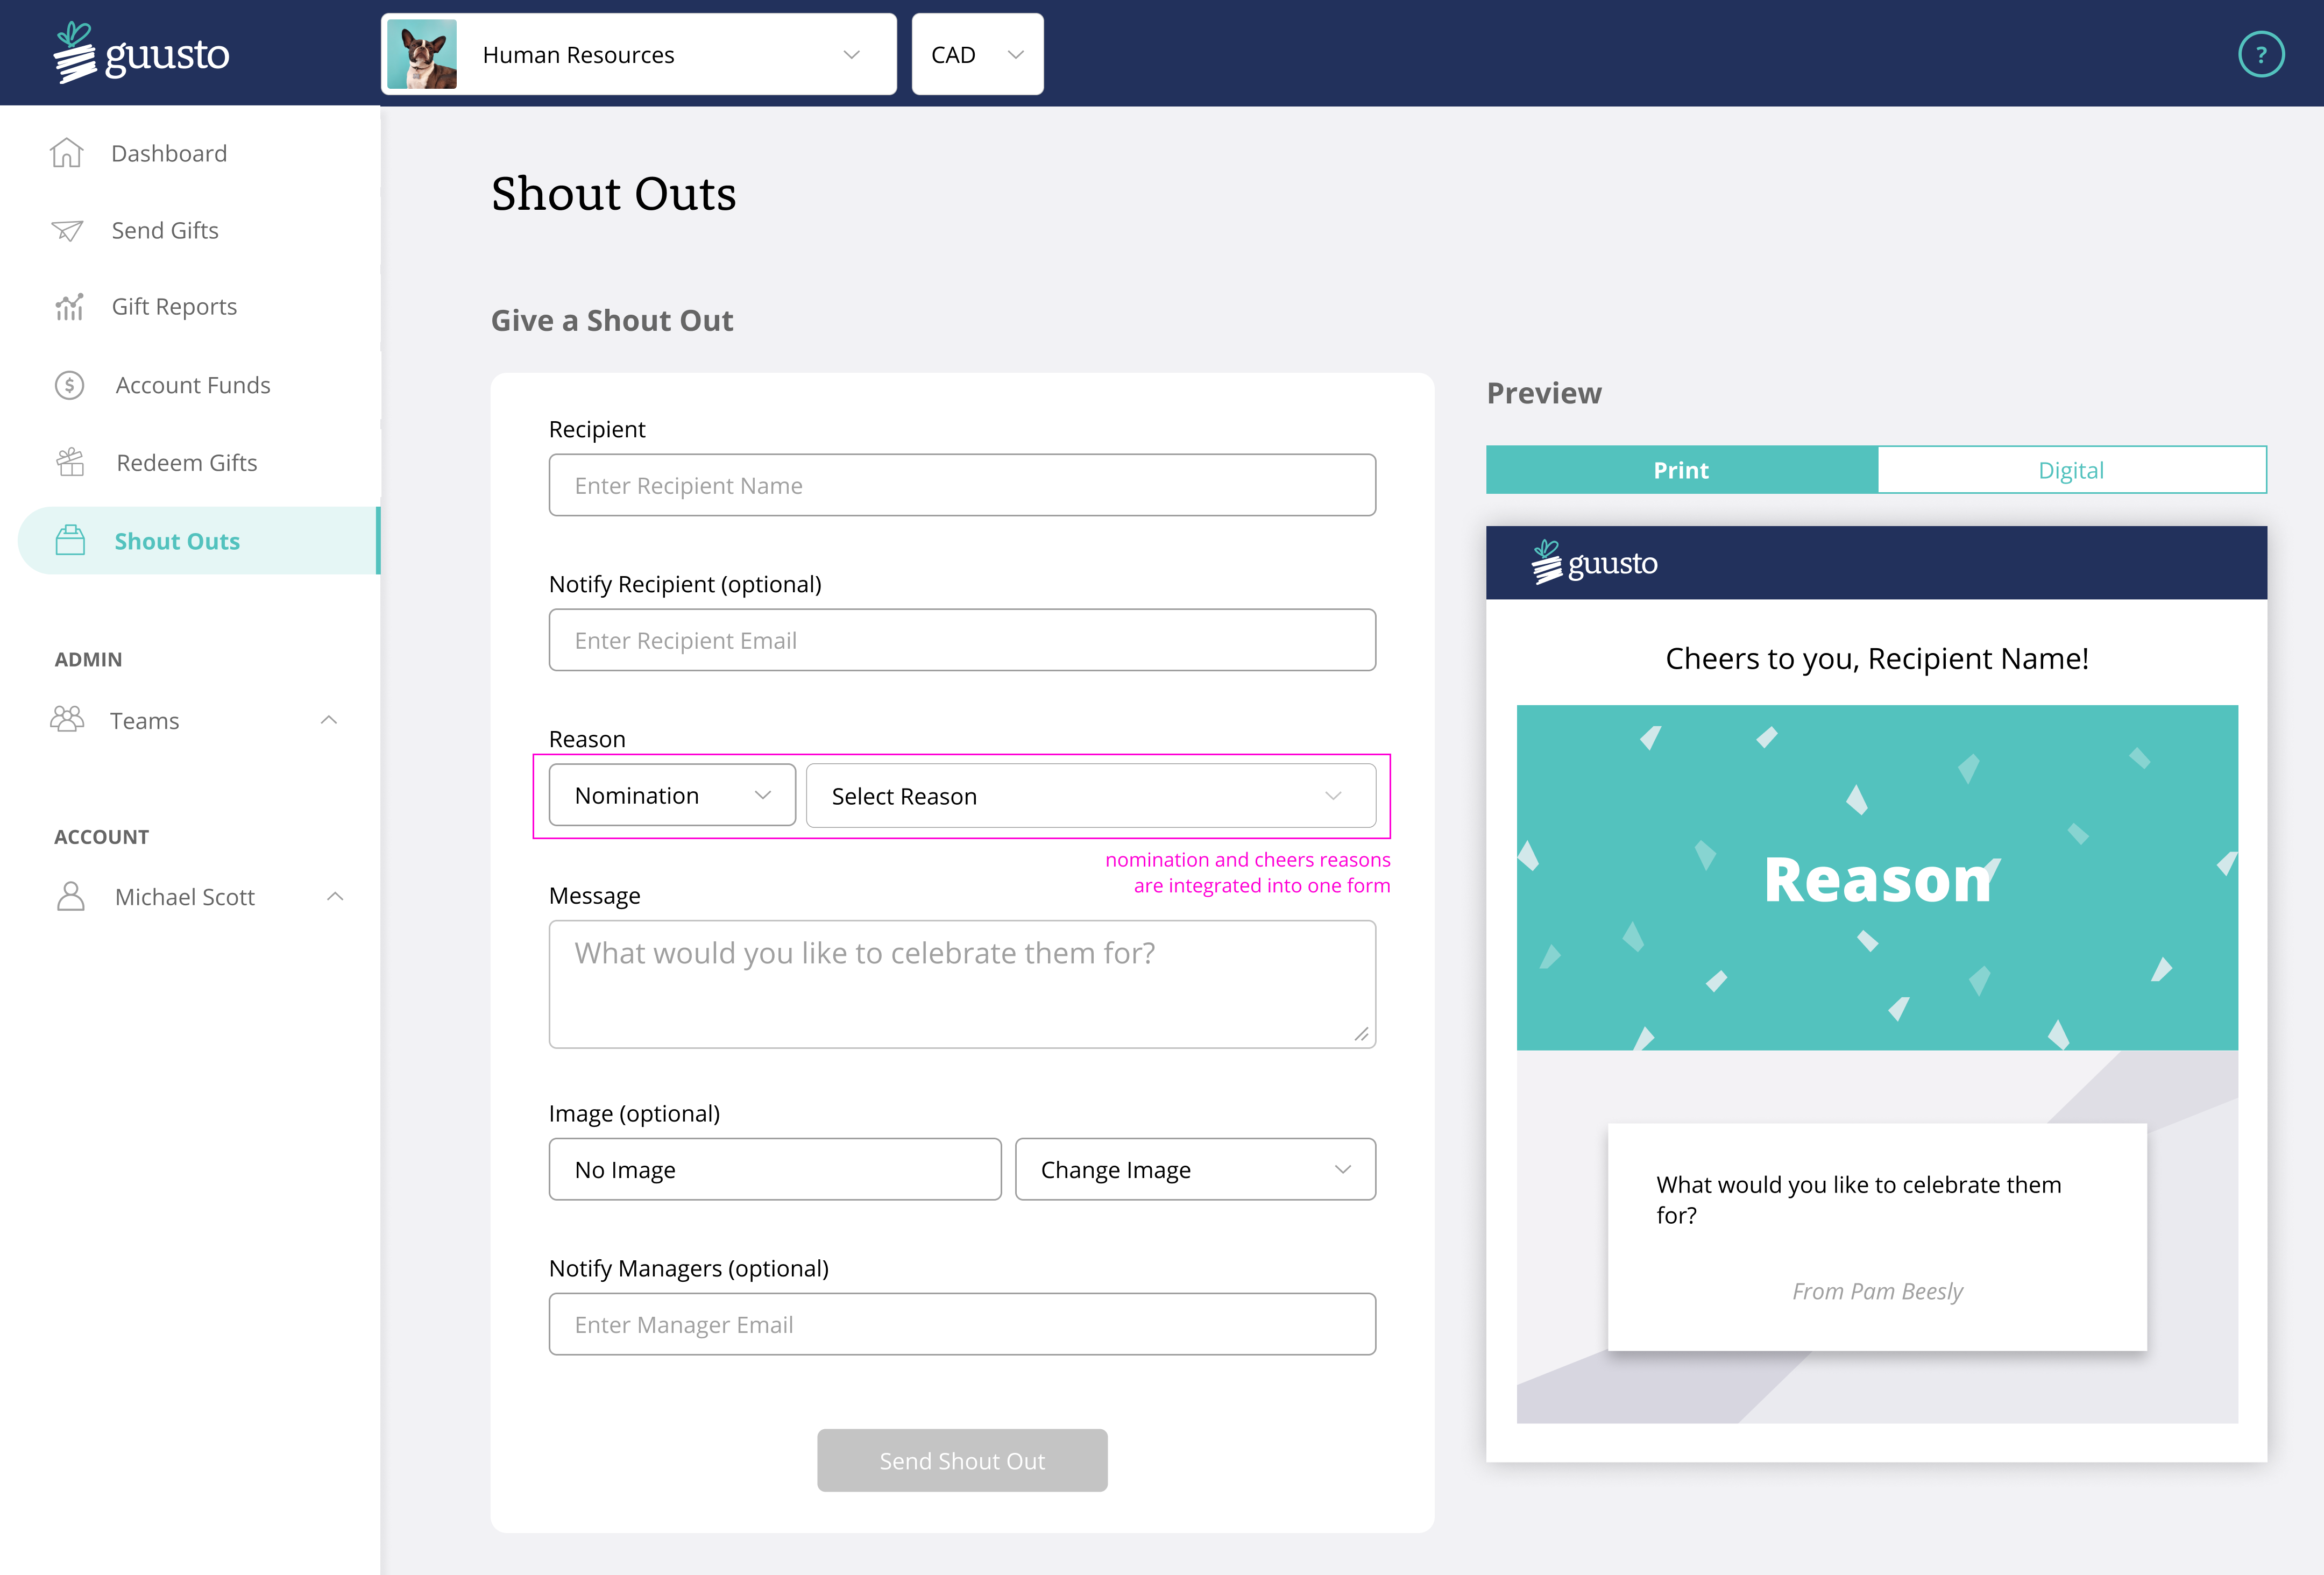 guusto
Human Resources
CAD
?
Dashboard
Send Gifts
Gift Reports
$
Account Funds
Redeem Gifts
Shout Outs
ADMIN
Teams
ACCOUNT
Michael Scott
Shout Outs
Give a Shout Out
Recipient
Enter Recipient Name
Notify Recipient (optional)
Enter Recipient Email
Reason
Nomination
Select Reason
nomination and cheers reasons
are integrated into one form
Message
What would you like to celebrate them for?
Image (optional)
No Image
Change Image
Notify Managers (optional)
Enter Manager Email
Send Shout Out
Preview
Print
Digital
guusto
Cheers to you, Recipient Name!
Reason
What would you like to celebrate them
for?
From Pam Beesly